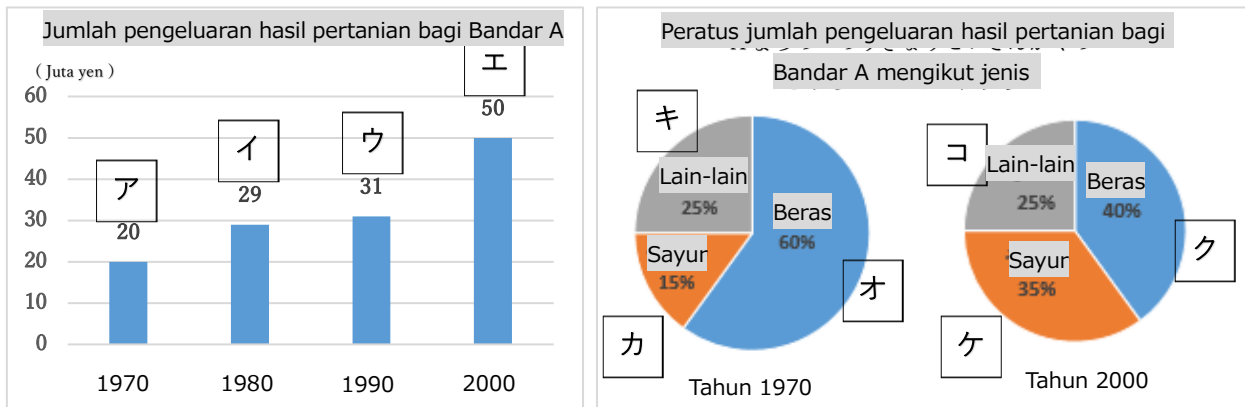 Jumlah pengeluaran hasil pertanian bagi Bandar A
( Juta yen )
60
50
40
30
20
10
0
ア
20
イ
29
ウ
31
エ
50
1970
1980
1990
2000
Peratus jumlah pengeluaran hasil pertanian bagi
Bandar A mengikut jenis
キ
Lain-lain
25%
Beras
60%
Sayur
15%
オ
カ
Tahun 1970
コ
Lain-lain
25%
Beras
40%
Sayur
35%
ク
ケ
Tahun 2000